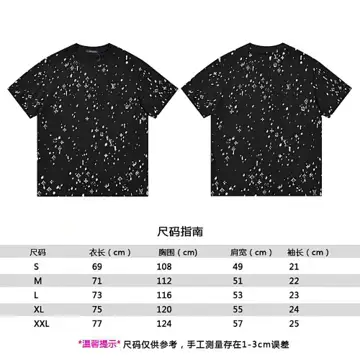 尺码指南
尺码 衣长（cm） 胸围（cm） 肩宽（cm） 袖长（cm）
S 69 108 49 21
M 71 112 51 22
L 73 116 53 23
XL 75 120 55 24
XXL 77 124 57 25
*温馨提示* 尺码仅供参考，手工测量存在1-3cm误差